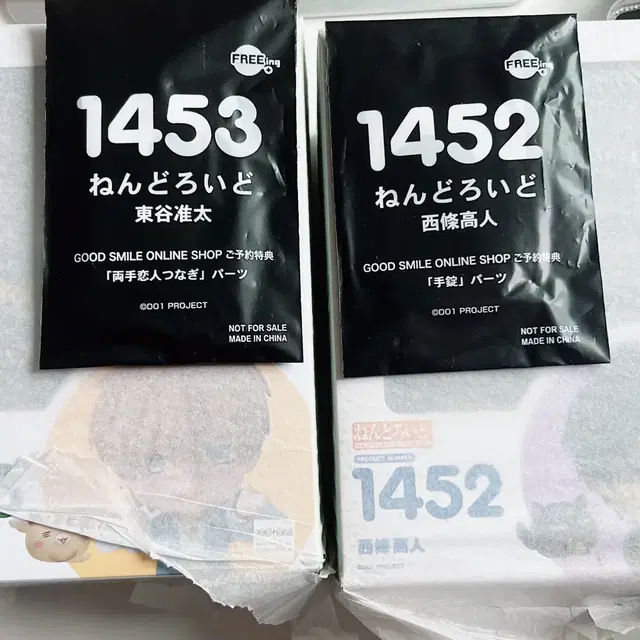 FREEing
1453
ねんどろいど
東谷准太
GOOD SMILE ONLINE SHOP ご予約特典
「両手恋人つなぎ」パーツ
©DO1 PROJECT
NOT FOR SALE
MADE IN CHINA
FREEing
1452
ねんどろいど
西條高人
GOOD SMILE ONLINE SHOP ご予約特典
「手錠」パーツ
©DO1 PROJECT
NOT FOR SALE
MADE IN CHINA
ねんどろいど
1452
西條高人